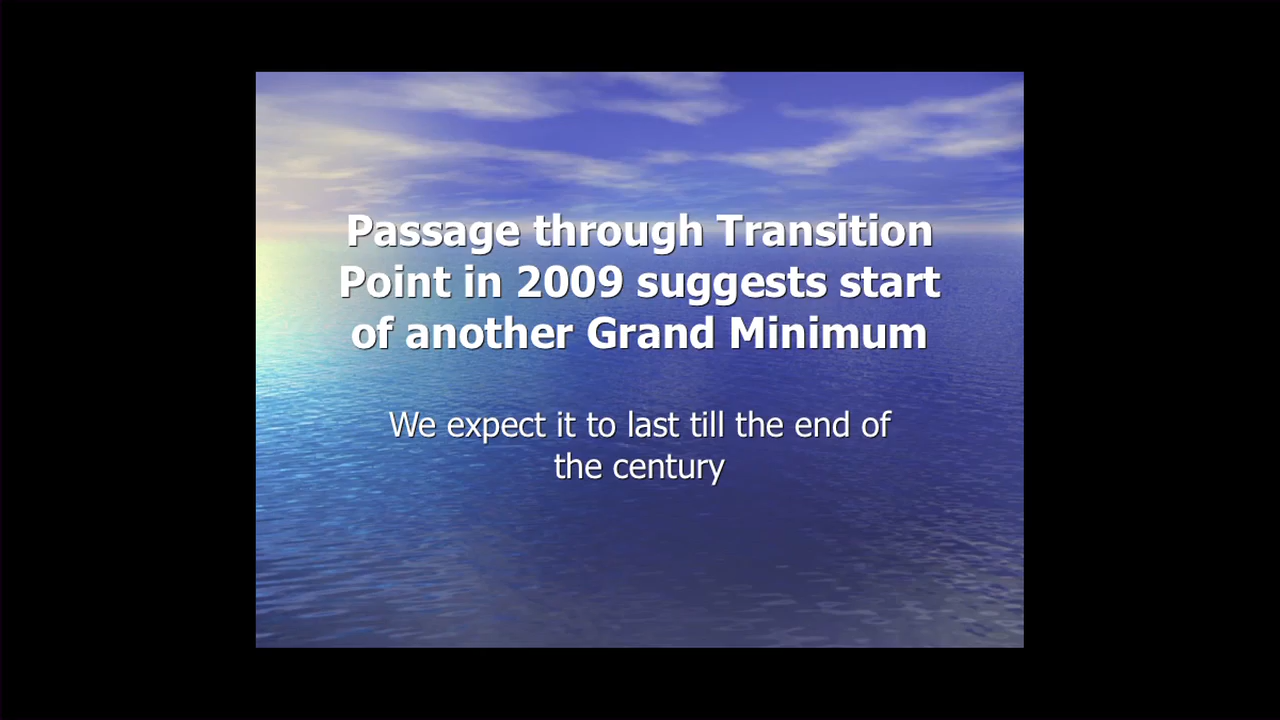 Passage through Transition
Point in 2009 suggests start
of another Grand Minimum
We expect it to last till the end of
the century